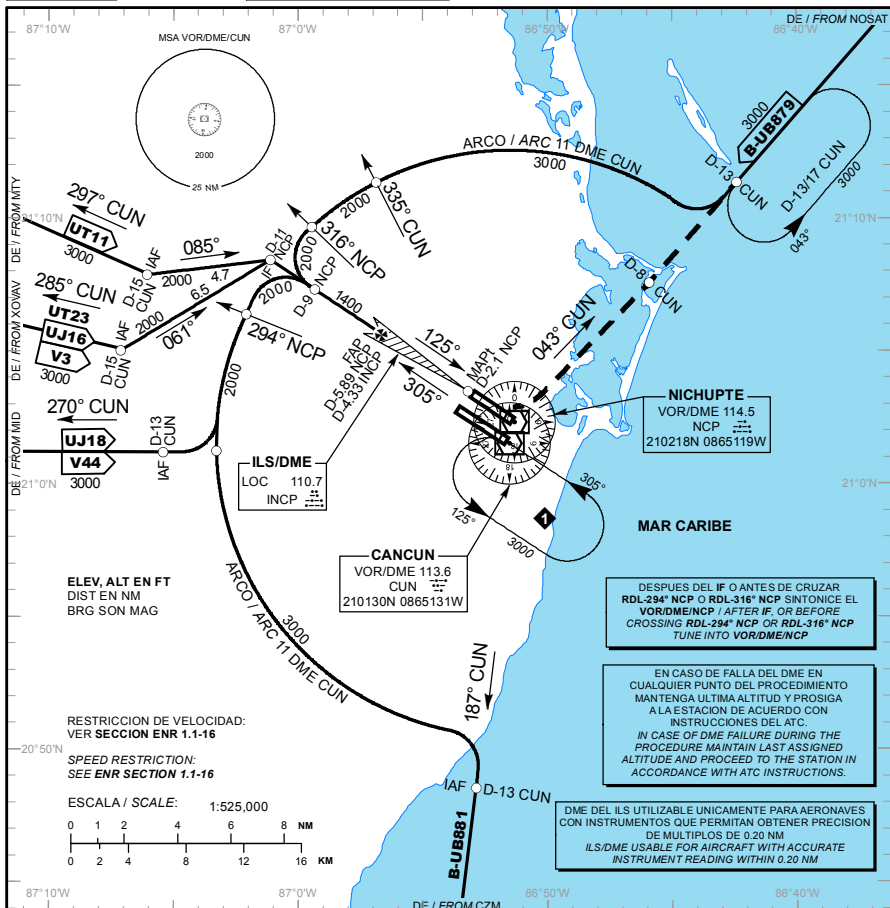 87°10'W
87°0'W
86°50'W
86°40'W
DE / FROM NOSAT
MSA VOR/DME/CUN
2000
25 NM
ARCO / ARC 11 DME CUN
3000
3000
B-UB879
D-13 CUN
D-13/17 CUN
3000
043°
21°10'W
21°10'W
DE / FROM MTY
297° CUN
UT11
3000
D-15 CUN
IAF
085°
2000 4.7
D-11 NCP
IF
2000
335° CUN
316° NCP
2000
D-9 NCP
2000
DE / FROM XOVAV
285° CUN
UT23
UJ16
V3
3000
D-15 CUN
IAF
2000 6.5
061°
294° NCP
1400
FAP
D-5.89 NCP
D-4.33 INCP
125°
305°
MAPt
D-2.1 NCP
043° CUN
D-8 CUN
NICHUPTE
VOR/DME 114.5
NCP
210218N 0865119W
2000
DE / FROM MID
270° CUN
UJ18
V44
3000
IAF
D-13 CUN
ILS/DME
LOC 110.7
INCP
0
18
21°0'W
21°0'W
125°
305°
3000
1
MAR CARIBE
CANCUN
VOR/DME 113.6
CUN
210130N 0865131W
ELEV, ALT EN FT
DIST EN NM
BRG SON MAG
3000
ARCO / ARC 11 DME CUN
187° CUN
DESPUES DEL IF O ANTES DE CRUZAR
RDL-294° NCP O RDL-316° NCP SINTONICE EL
VOR/DME/NCP / AFTER IF, OR BEFORE
CROSSING RDL-294° NCP OR RDL-316° NCP
TUNE INTO VOR/DME/NCP
EN CASO DE FALLA DEL DME EN
CUALQUIER PUNTO DEL PROCEDIMIENTO
MANTENGA ULTIMA ALTITUD Y PROSIGA
A LA ESTACION DE ACUERDO CON
INSTRUCCIONES DEL ATC.
IN CASE OF DME FAILURE DURING THE
PROCEDURE MAINTAIN LAST ASSIGNED
ALTITUDE AND PROCEED TO THE STATION IN
ACCORDANCE WITH ATC INSTRUCTIONS.
RESTRICCION DE VELOCIDAD:
VER SECCION ENR 1.1-16
SPEED RESTRICTION:
SEE ENR SECTION 1.1-16
20°50'W
20°50'W
IAF
D-13 CUN
ESCALA / SCALE: 1:525,000
0 1 2 4 6 8 NM
0 2 4 8 12 16 KM
DME DEL ILS UTILIZABLE UNICAMENTE PARA AERONAVES
CON INSTRUMENTOS QUE PERMITAN OBTENER PRECISION
DE MULTIPLOS DE 0.20 NM
ILS/DME USABLE FOR AIRCRAFT WITH ACCURATE
INSTRUMENT READING WITHIN 0.20 NM
B-UB881
DE / FROM CZM
87°10'W
87°0'W
86°50'W
86°40'W